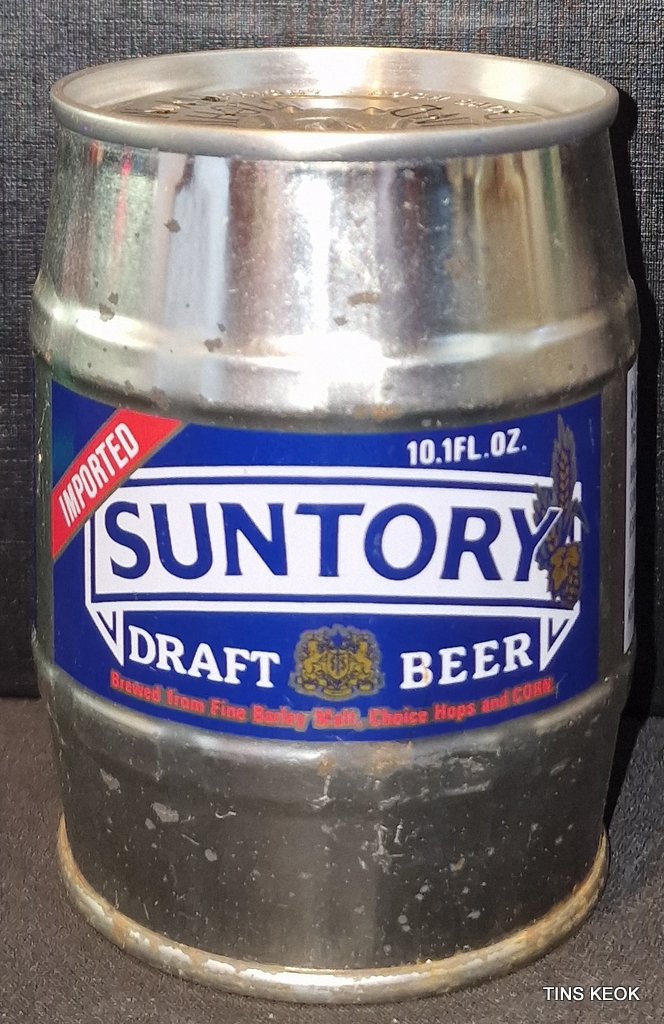 10.1FL.OZ.
IMPORTED
SUNTORY
DRAFT BEER
Brewed from Fine Barley Malt, Choice Hops and CORN.
TINS KEOK